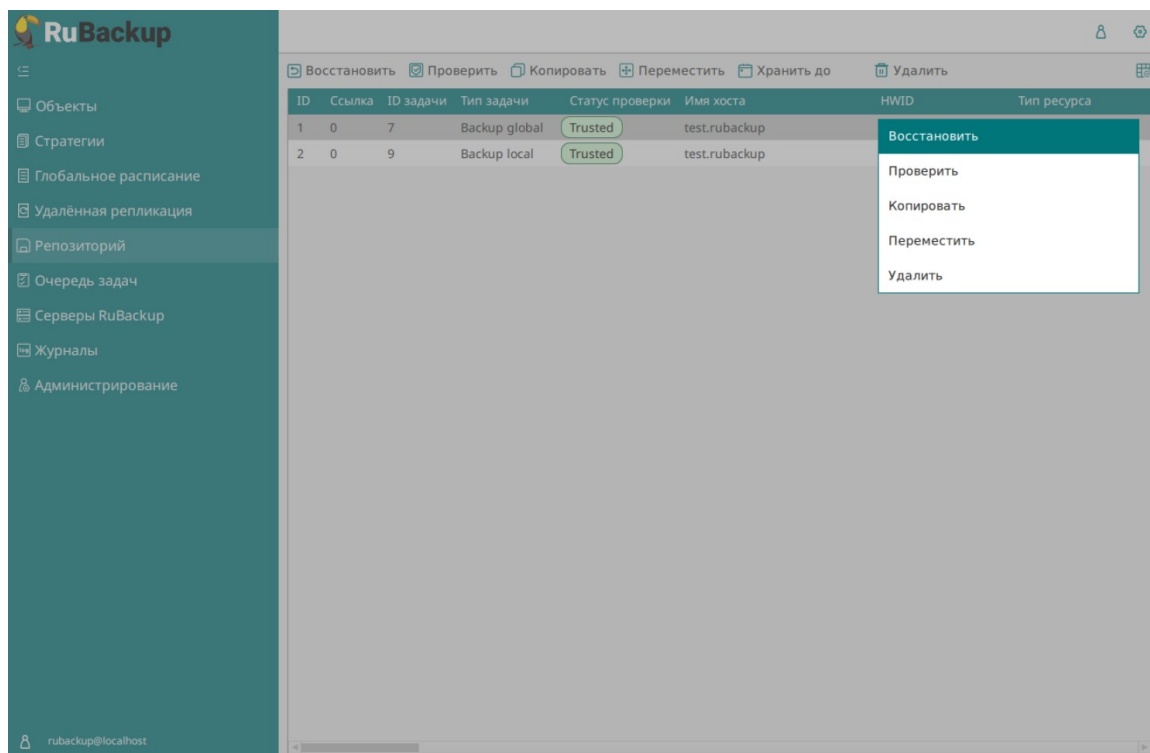 RuBackup
Восстановить Проверить Копировать Переместить Хранить до Удалить
Объекты
Стратегии
Глобальное расписание
Удалённая репликация
Репозиторий
Очередь задач
Серверы RuBackup
Журналы
Администрирование
ID Ссылка ID задачи Тип задачи Статус проверки Имя хоста HWID Тип ресурса
1 0 7 Backup global Trusted test.rubackup
2 0 9 Backup local Trusted test.rubackup
Восстановить
Проверить
Копировать
Переместить
Удалить
rubackup@localhost